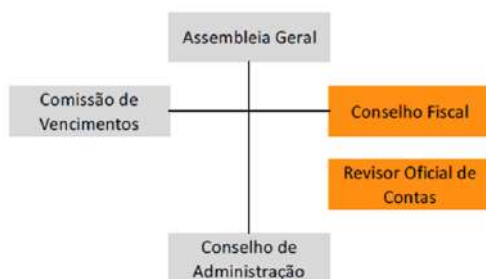 Assembleia Geral
Comissão de
Vencimentos
Conselho Fiscal
Revisor Oficial de
Contas
Conselho de
Administração